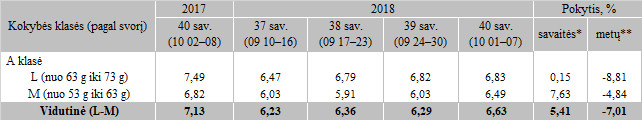 Kokybės klasės (pagal svorį) 2017 2018 Pokytis, %
40 sav. (10 02–08) 37 sav. (09 10–16) 38 sav. (09 17–23) 39 sav. (09 24–30) 40 sav. (10 01–07) savaitės* metų**
A klasė
L (nuo 63 g iki 73 g) 7,49 6,47 6,79 6,82 6,83 0,15 -8,81
M (nuo 53 g iki 63 g) 6,82 6,03 5,91 6,03 6,49 7,63 -4,84
Vidutinė (L-M) 7,13 6,23 6,36 6,29 6,63 5,41 -7,01